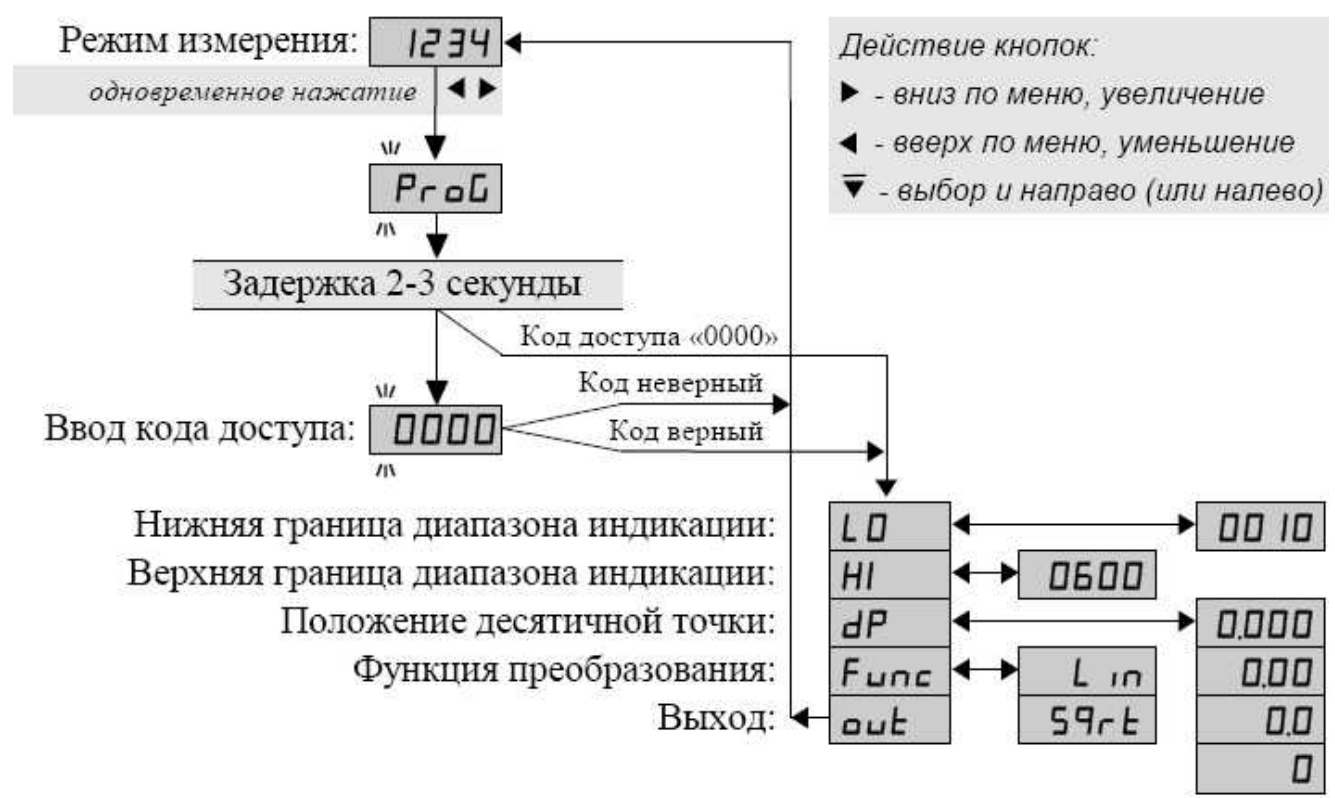 Режим измерения: 1234
одновременное нажатие ◄ ►
Действие кнопок:
► - вниз по меню, увеличение
◄ - вверх по меню, уменьшение
▼ - выбор и направо (или налево)
ProG
Задержка 2-3 секунды
Код доступа «0000»
Код неверный
Ввод кода доступа: 0000
Код верный
Нижняя граница диапазона индикации: LO 0010
Верхняя граница диапазона индикации: HI 0600
Положение десятичной точки: dP 0.000
Функция преобразования: Func Lin 0.00
Выход: out Sqrt 0.0
0